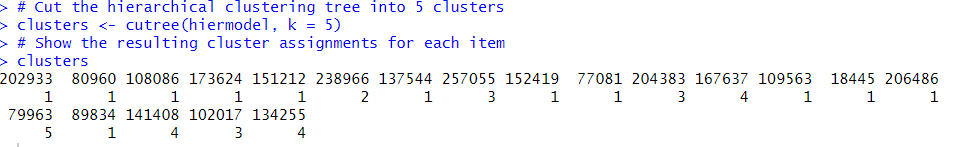 > # Cut the hierarchical clustering tree into 5 clusters
> clusters <- cutree(hiermodel, k = 5)
> # Show the resulting cluster assignments for each item
> clusters
202933  80960 108086 173624 151212 238966 137544 257055 152419  77081 204383 167637 109563  18445 206486
     1      1      1      1      1      2      1      3      1      1      3      4      1      1      1
 79963  89834 141408 102017 134255
     5      1      4      3      4